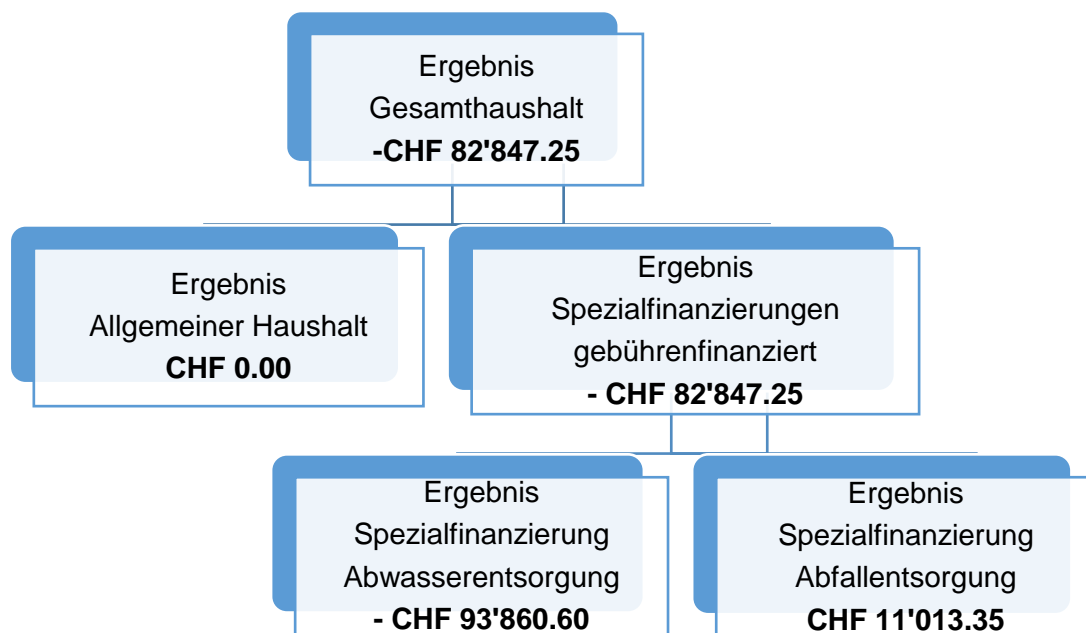 Ergebnis
Gesamthaushalt
-CHF 82'847.25
Ergebnis
Allgemeiner Haushalt
CHF 0.00
Ergebnis
Spezialfinanzierungen
gebührenfinanziert
- CHF 82'847.25
Ergebnis
Spezialfinanzierung
Abwasserentsorgung
- CHF 93'860.60
Ergebnis
Spezialfinanzierung
Abfallentsorgung
CHF 11'013.35